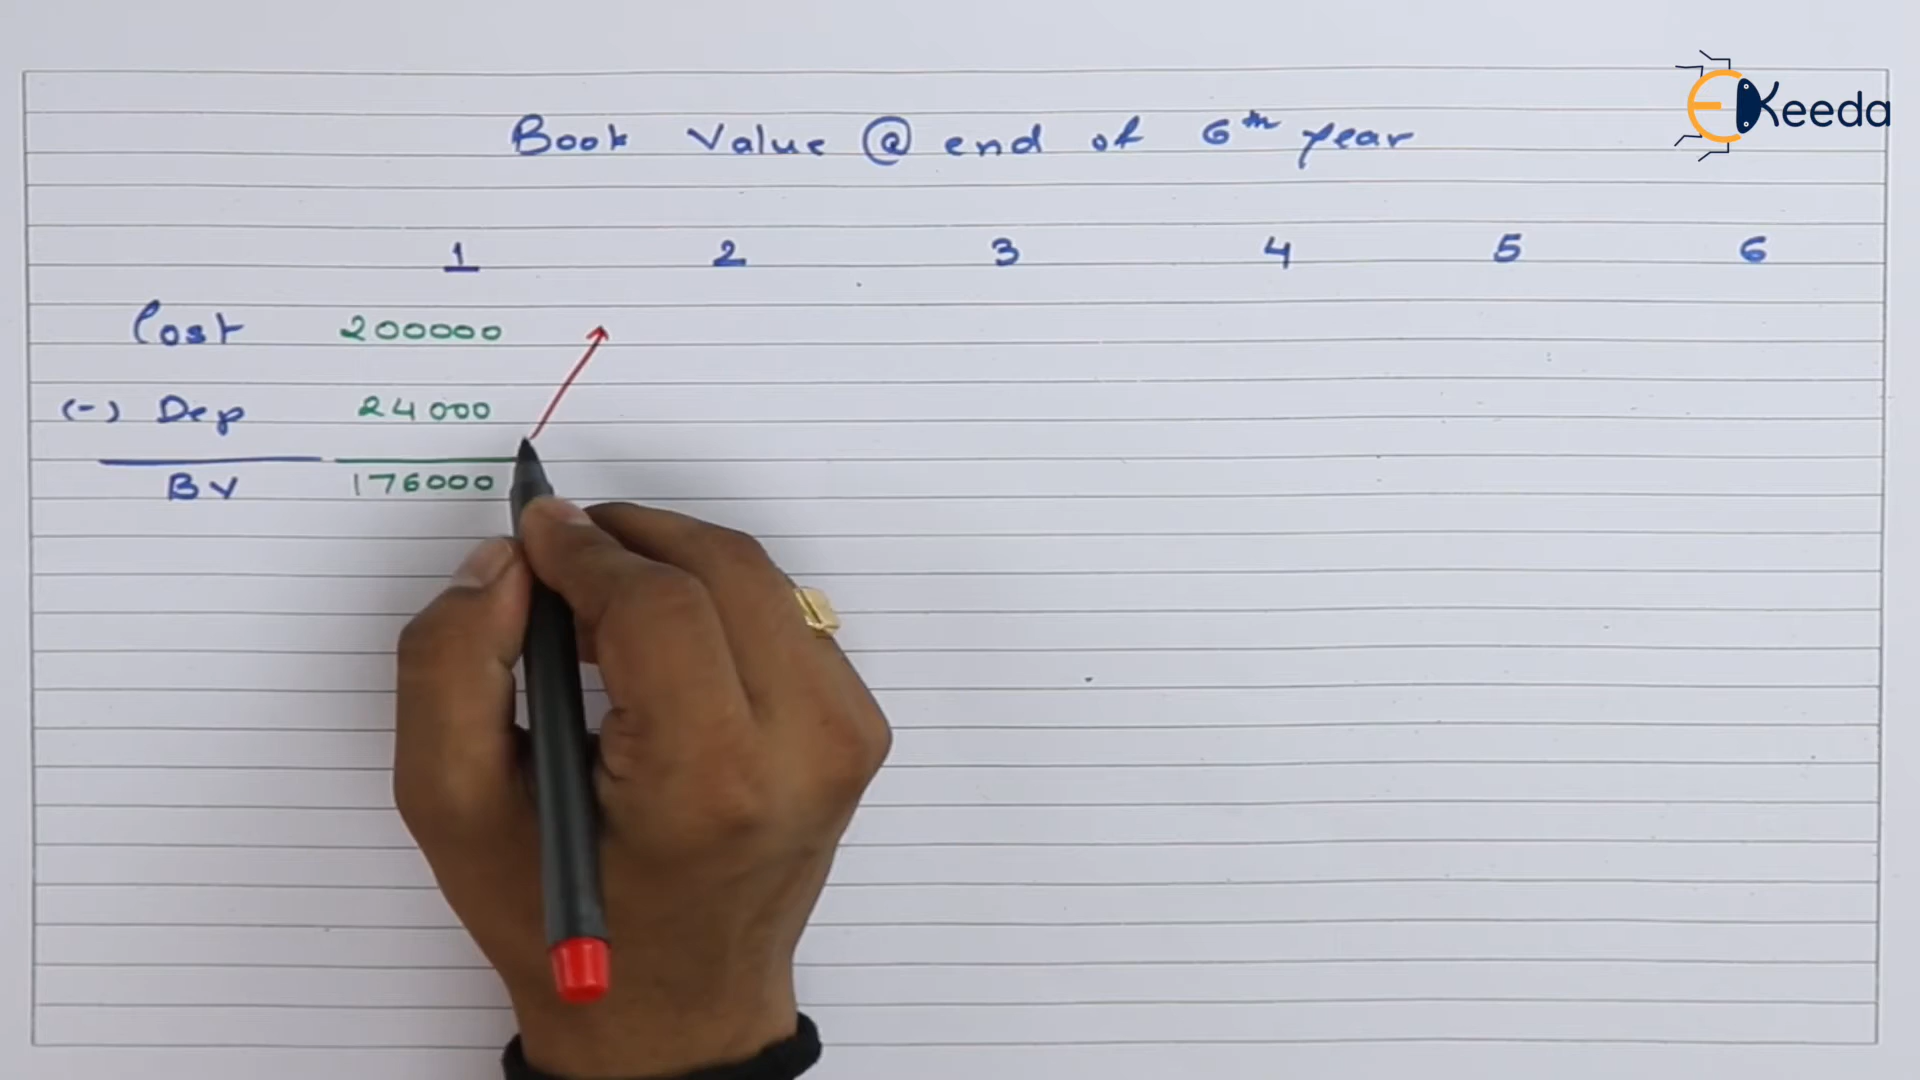 Book Value @ end of 6th year
EKeeda
1 2 3 4 5 6
Cost 200000
(-) Dep 24000
BV 176000